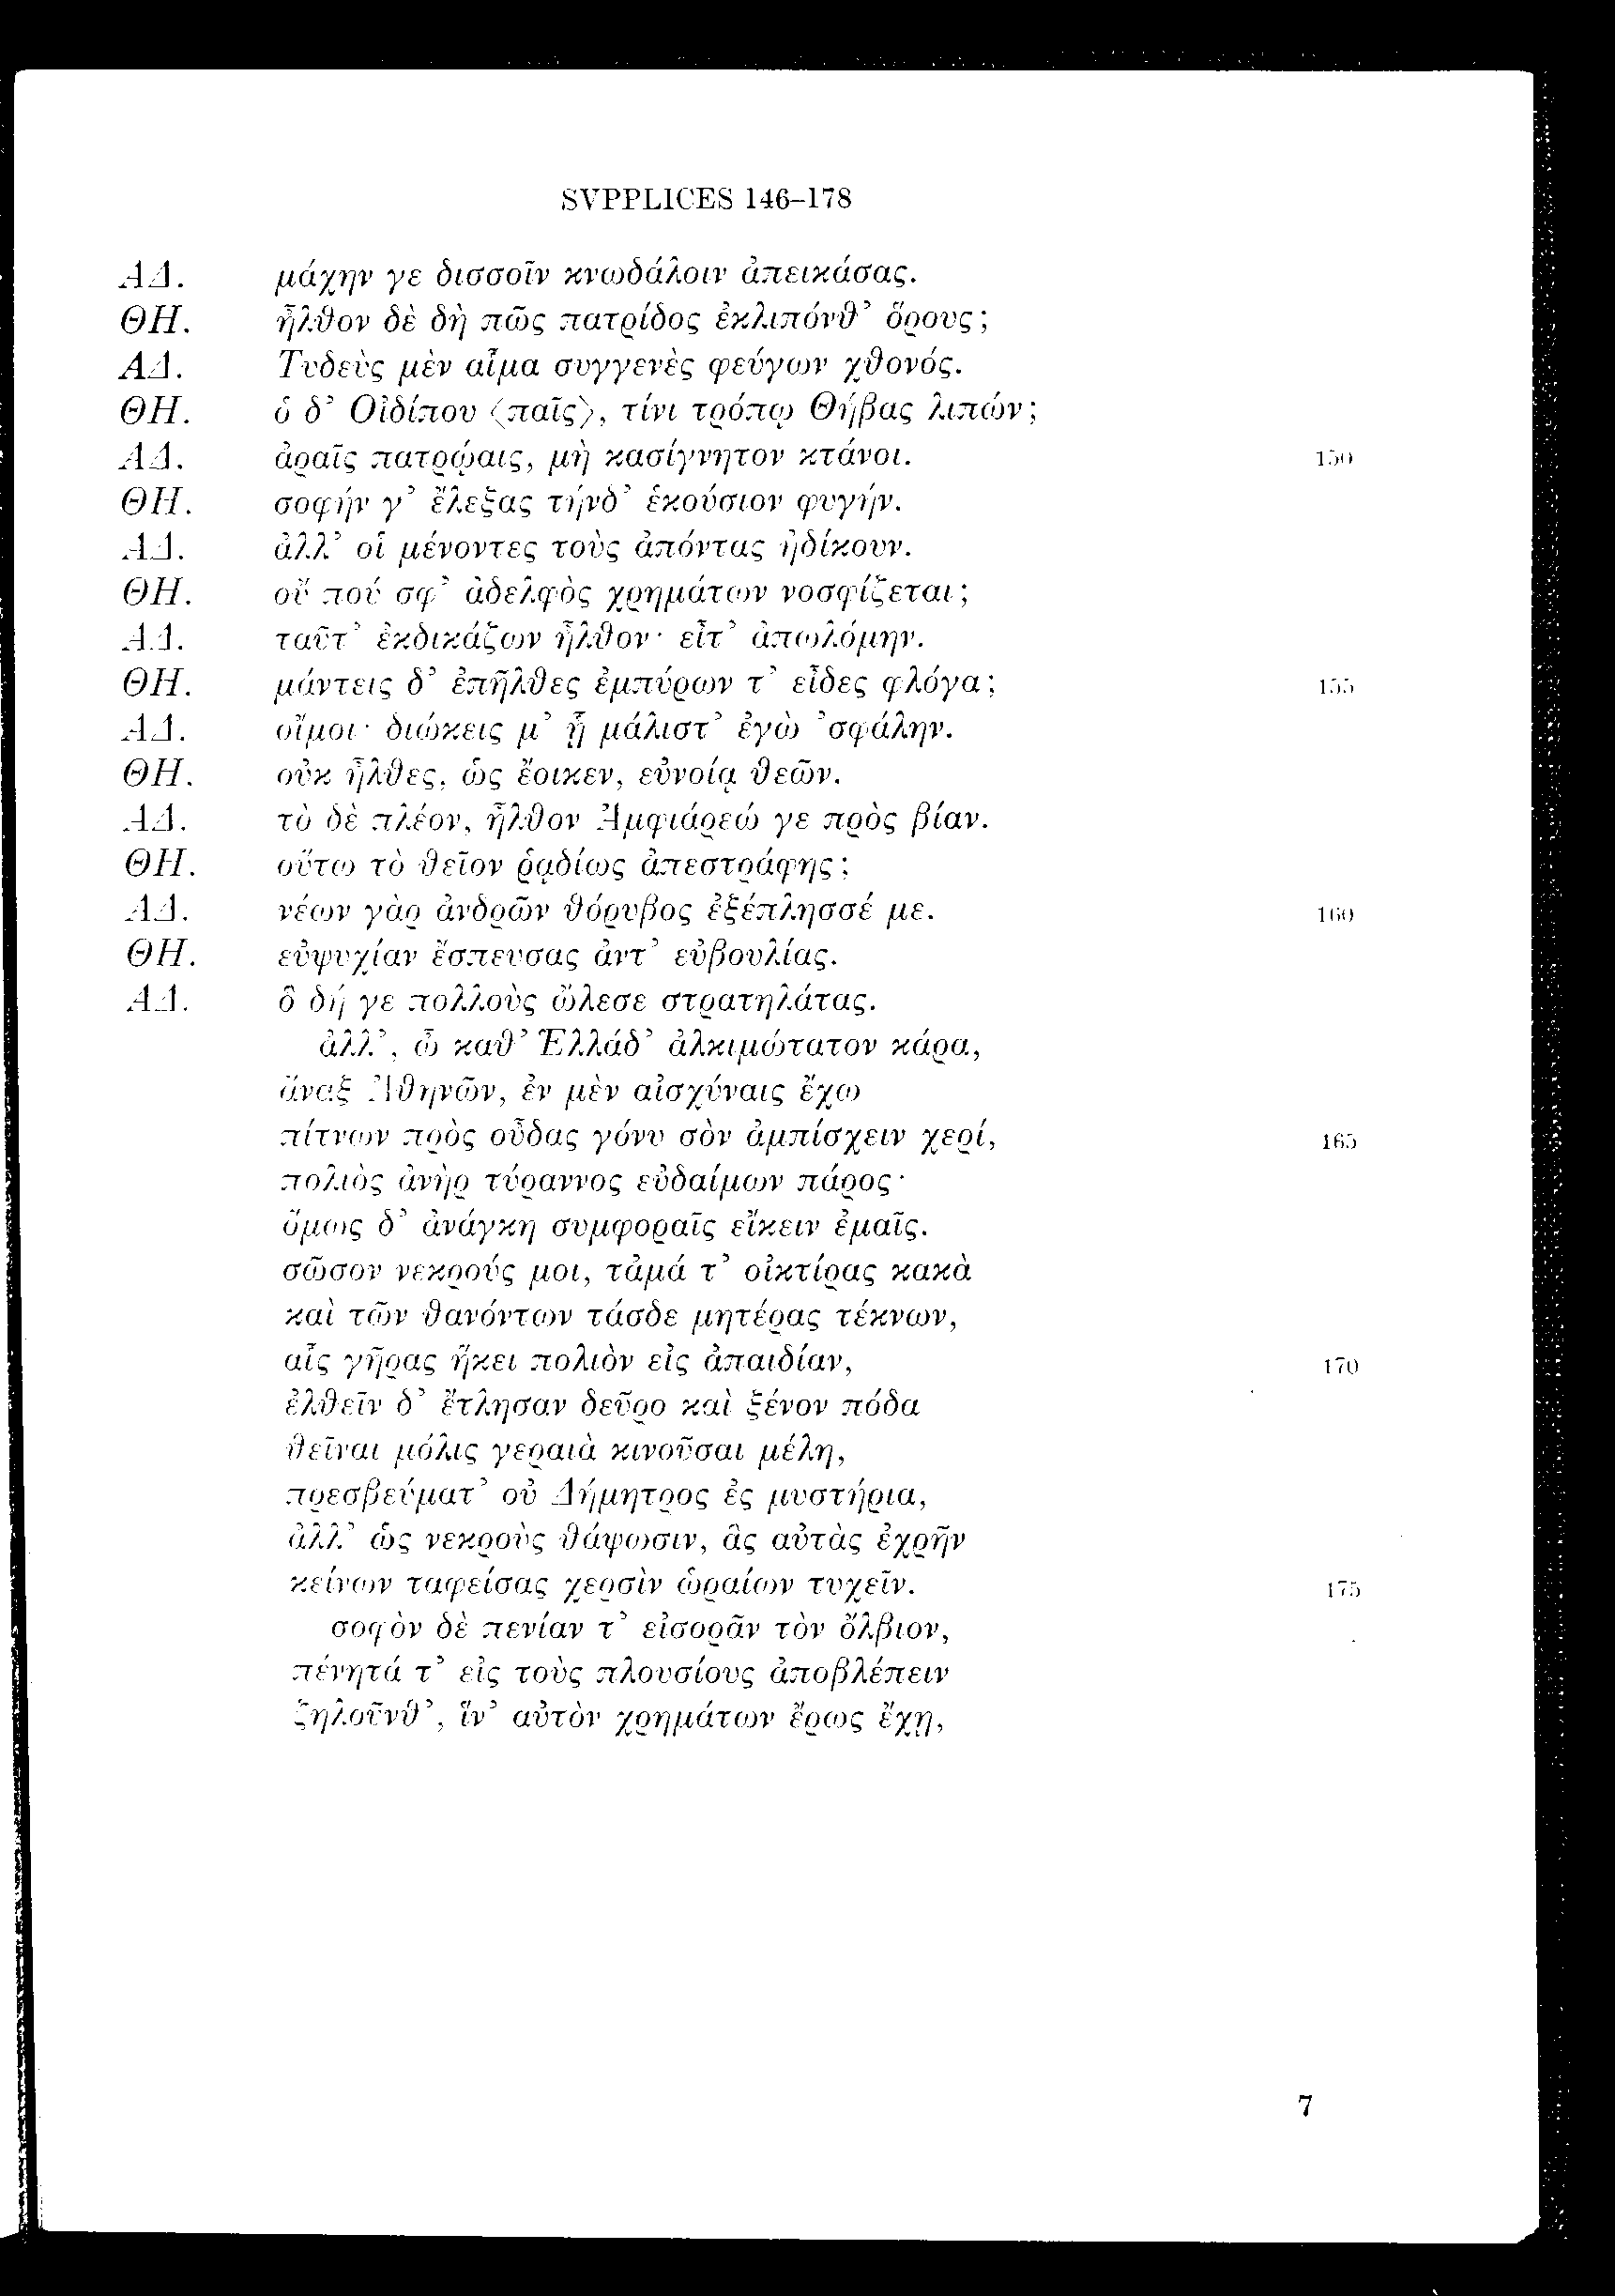 SVPPLICES 146–178
ΑΔ. μάχην γε δισσοῖν κνωδάλοιν ἀπεικάσας.
ΘΗ. ἦλθον δὲ δὴ πῶς πατρίδος ἐκλιπόνθ’ ὅρους;
ΑΔ. Τυδεὺς μὲν αἷμα συγγενὲς φεύγων χθονός.
ΘΗ. ὁ δ’ Οἰδίπου ⟨παῖς⟩, τίνι τρόπῳ Θήβας λιπών;
ΑΔ. ἀραῖς πατρῴαις, μὴ κασίγνητον κτάνοι. 150
ΘΗ. σοφήν γ’ ἔλεξας τήνδ’ ἑκούσιον φυγήν.
ΑΔ. ἀλλ’ οἱ μένοντες τοὺς ἀπόντας ἠδίκουν.
ΘΗ. οὔ πού σφ’ ἀδελφὸς χρημάτων νοσφίζεται;
ΑΔ. ταῦτ’ ἐκδικάζων ἦλθον· εἶτ’ ἀπωλόμην.
ΘΗ. μάντεις δ’ ἐπῆλθες ἐμπύρων τ’ εἶδες φλόγα; 155
ΑΔ. οἴμοι· διώκεις μ’ ᾗ μάλιστ’ ἐγὼ ’σφάλην.
ΘΗ. οὐκ ἦλθες, ὡς ἔοικεν, εὐνοίᾳ θεῶν.
ΑΔ. τὸ δὲ πλέον, ἦλθον Ἀμφιάρεώ γε πρὸς βίαν.
ΘΗ. οὕτω τὸ θεῖον ῥᾳδίως ἀπεστράφης;
ΑΔ. νέων γὰρ ἀνδρῶν θόρυβος ἐξέπλησσέ με. 160
ΘΗ. εὐψυχίαν ἔσπευσας ἀντ’ εὐβουλίας.
ΑΔ. ὃ δή γε πολλοὺς ὤλεσε στρατηλάτας.
ἀλλ’, ὦ καθ’ Ἑλλάδ’ ἀλκιμώτατον κάρα,
ἄναξ Ἀθηνῶν, ἐν μὲν αἰσχύναις ἔχω
πίτνων πρὸς οὖδας γόνυ σὸν ἀμπίσχειν χερί, 165
πολιὸς ἀνὴρ τύραννος εὐδαίμων πάρος·
ὅμως δ’ ἀνάγκη συμφοραῖς εἴκειν ἐμαῖς.
σῶσον νεκρούς μοι, τἀμά τ’ οἰκτίρας κακὰ
καὶ τῶν θανόντων τάσδε μητέρας τέκνων,
αἷς γῆρας ἥκει πολιὸν εἰς ἀπαιδίαν, 170
ἐλθεῖν δ’ ἔτλησαν δεῦρο καὶ ξένον πόδα
θεῖναι μόλις γεραιὰ κινοῦσαι μέλη,
πρεσβεύματ’ οὐ Δήμητρος ἐς μυστήρια,
ἀλλ’ ὡς νεκροὺς θάψωσιν, ἃς αὐτὰς ἐχρῆν
κείνων ταφείσας χερσὶν ὡραίων τυχεῖν. 175
σοφὸν δὲ πενίαν τ’ εἰσορᾶν τὸν ὄλβιον,
πένητά τ’ εἰς τοὺς πλουσίους ἀποβλέπειν
ζηλοῦνθ’, ἵν’ αὐτὸν χρημάτων ἔρως ἔχῃ,
7